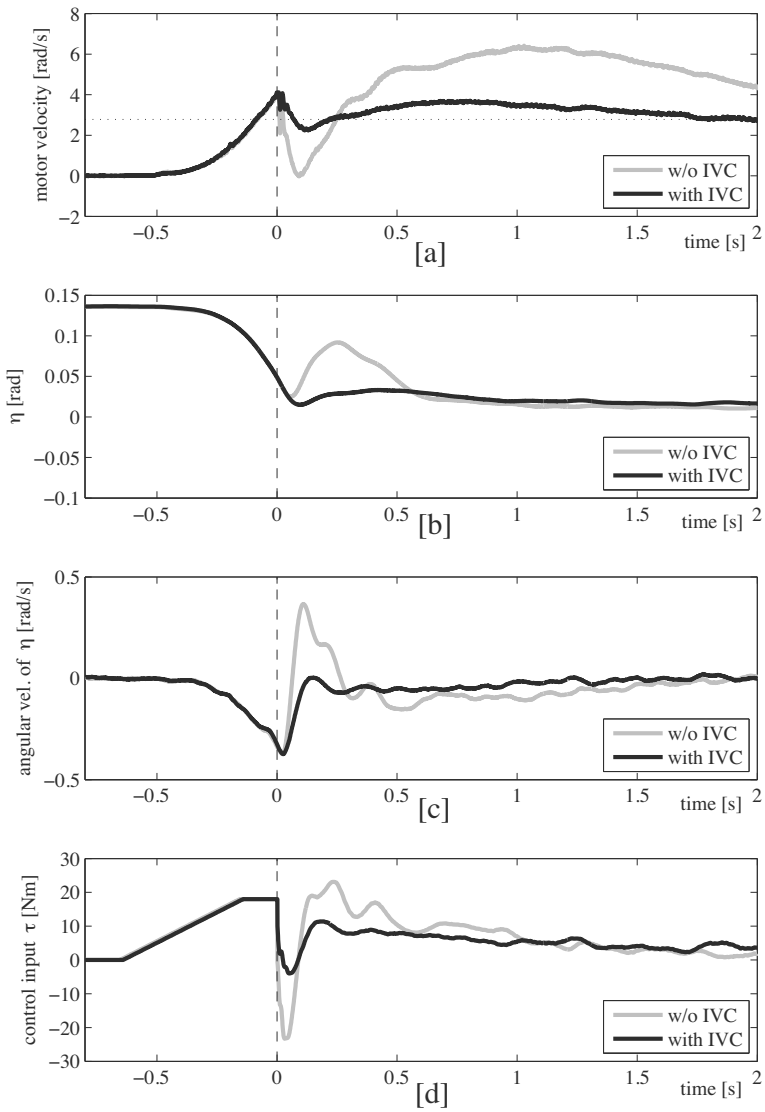 8
6
4
2
0
−2
motor velocity [rad/s]
−0.5
0
0.5
1
1.5
2
time [s]
w/o IVC
with IVC
[a]
0.15
0.1
0.05
0
−0.05
−0.1
η [rad]
−0.5
0
0.5
1
1.5
2
time [s]
w/o IVC
with IVC
[b]
0.5
0
−0.5
angular vel. of η [rad/s]
−0.5
0
0.5
1
1.5
2
time [s]
w/o IVC
with IVC
[c]
30
20
10
0
−10
−20
−30
control input τ [Nm]
−0.5
0
0.5
1
1.5
2
time [s]
w/o IVC
with IVC
[d]